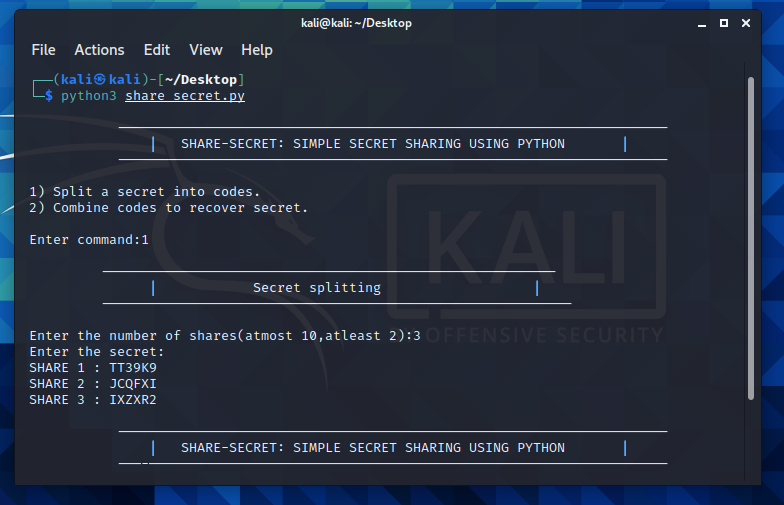 kali@kali: ~/Desktop
File Actions Edit View Help
(kali㉿kali)-[~/Desktop]
$ python3 share_secret.py
| SHARE-SECRET: SIMPLE SECRET SHARING USING PYTHON |
1) Split a secret into codes.
2) Combine codes to recover secret.
Enter command:1
| Secret splitting |
Enter the number of shares(atmost 10,atleast 2):3
Enter the secret:
SHARE 1 : TT39K9
SHARE 2 : JCQFXI
SHARE 3 : IXZXR2
| SHARE-SECRET: SIMPLE SECRET SHARING USING PYTHON |
KALI
OFFENSIVE SECURITY